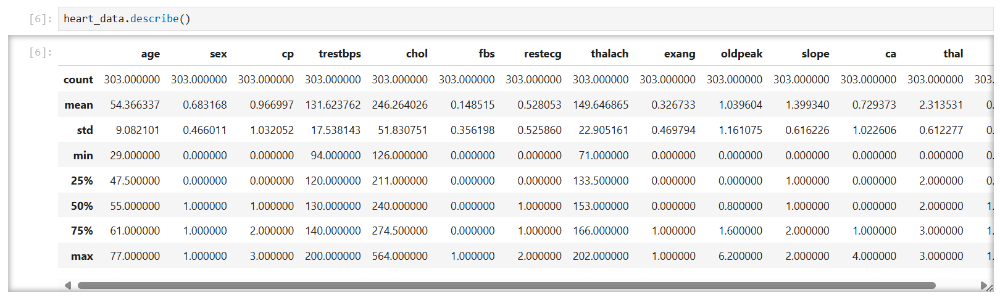 [6]: heart_data.describe()
[6]:
age sex cp trestbps chol fbs restecg thalach exang oldpeak slope ca thal
count 303.000000 303.000000 303.000000 303.000000 303.000000 303.000000 303.000000 303.000000 303.000000 303.000000 303.000000 303.000000 303.000000 303.
mean 54.366337 0.683168 0.966997 131.623762 246.264026 0.148515 0.528053 149.646865 0.326733 1.039604 1.399340 0.729373 2.313531 0.
std 9.082101 0.466011 1.032052 17.538143 51.830751 0.356198 0.525860 22.905161 0.469794 1.161075 0.616226 1.022606 0.612277 0.
min 29.000000 0.000000 0.000000 94.000000 126.000000 0.000000 0.000000 71.000000 0.000000 0.000000 0.000000 0.000000 0.000000 0.
25% 47.500000 0.000000 0.000000 120.000000 211.000000 0.000000 0.000000 133.500000 0.000000 0.000000 1.000000 0.000000 2.000000 0.
50% 55.000000 1.000000 1.000000 130.000000 240.000000 0.000000 1.000000 153.000000 0.000000 0.800000 1.000000 0.000000 2.000000 1.
75% 61.000000 1.000000 2.000000 140.000000 274.500000 0.000000 1.000000 166.000000 1.000000 1.600000 2.000000 1.000000 3.000000 1.
max 77.000000 1.000000 3.000000 200.000000 564.000000 1.000000 2.000000 202.000000 1.000000 6.200000 2.000000 4.000000 3.000000 1.